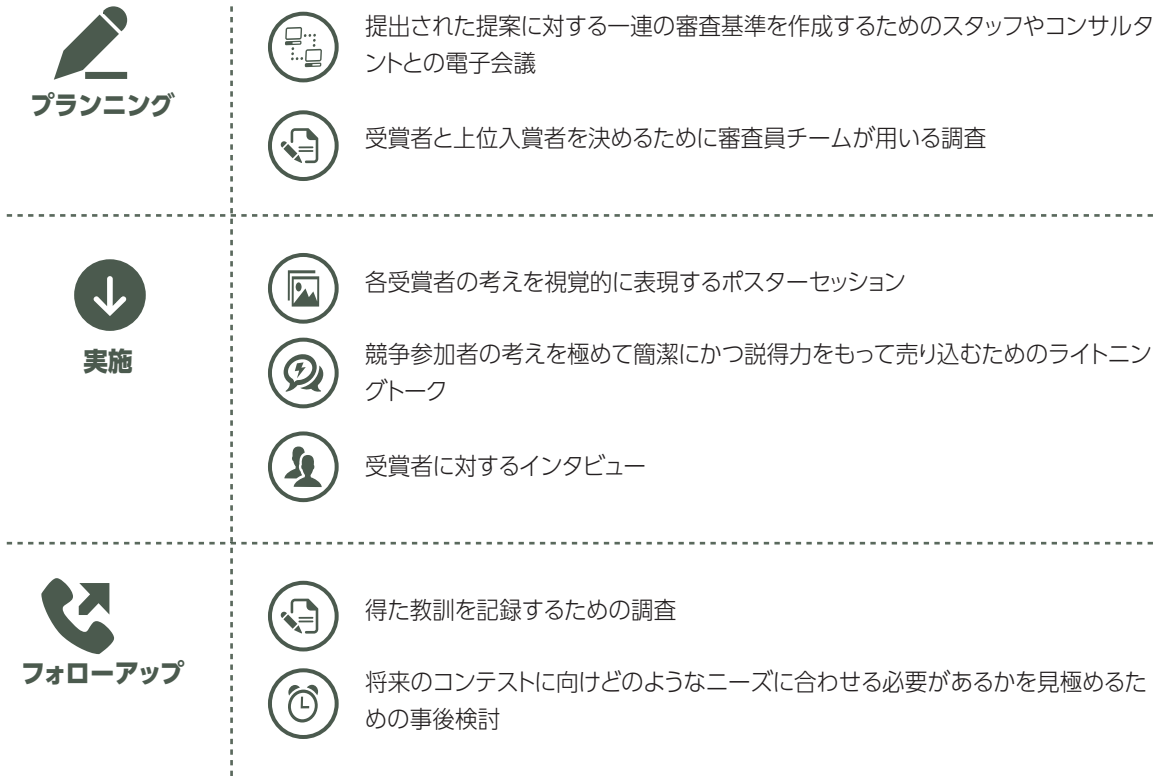 プランニング
提出された提案に対する一連の審査基準を作成するためのスタッフやコンサルタ
ントとの電子会議
受賞者と上位入賞者を決めるために審査員チームが用いる調査
実施
各受賞者の考えを視覚的に表現するポスターセッション
競争参加者の考えを極めて簡潔にかつ説得力をもって売り込むためのライトニン
グトーク
受賞者に対するインタビュー
フォローアップ
得た教訓を記録するための調査
将来のコンテストに向けどのようなニーズに合わせる必要があるかを見極めるた
めの事後検討